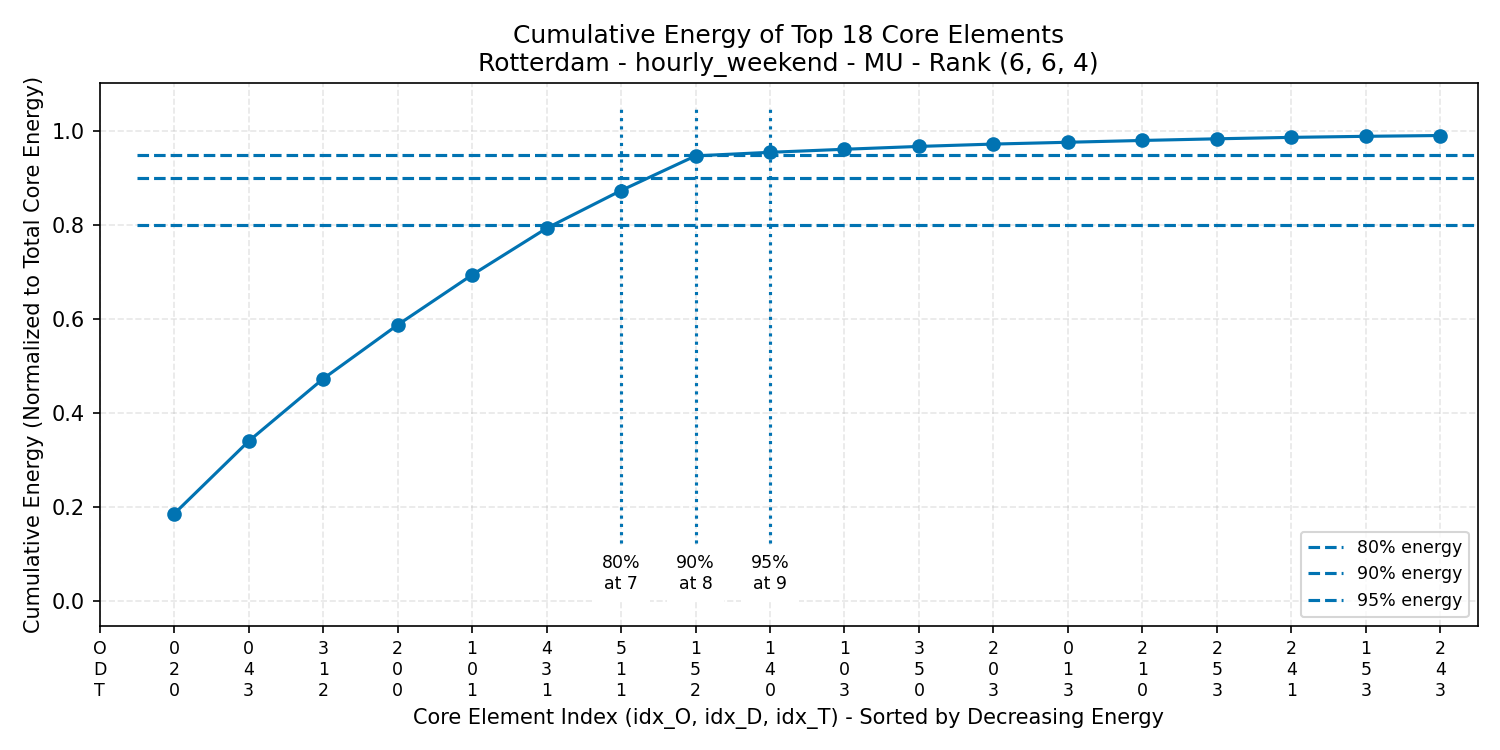 Cumulative Energy of Top 18 Core Elements
Rotterdam - hourly_weekend - MU - Rank (6, 6, 4)
Cumulative Energy (Normalized to Total Core Energy)
1.0
0.8
0.6
0.4
0.2
0.0
80% 90% 95%
at 7 at 8 at 9
80% energy
90% energy
95% energy
O 0 0 3 2 1 4 5 1 1 1 3 2 0 2 2 2 1 2
D 2 4 1 0 0 3 1 5 4 0 5 0 1 1 5 4 5 4
T 0 3 2 0 1 1 1 2 0 3 0 3 3 0 3 1 3 3
Core Element Index (idx_O, idx_D, idx_T) - Sorted by Decreasing Energy